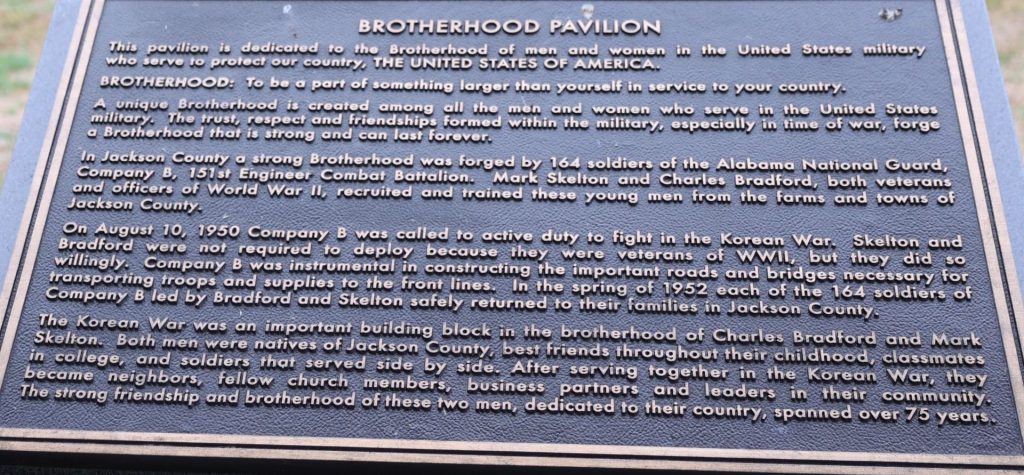 BROTHERHOOD PAVILION
This pavilion is dedicated to the Brotherhood of men and women in the United States military
who serve to protect our country, THE UNITED STATES OF AMERICA.
BROTHERHOOD: To be a part of something larger than yourself in service to your country.
A unique Brotherhood is created among all the men and women who serve in the United States
military. The trust, respect and friendships formed within the military, especially in time of war, forge
a Brotherhood that is strong and can last forever.
In Jackson County a strong Brotherhood was forged by 164 soldiers of the Alabama National Guard,
Company B, 151st Engineer Combat Battalion. Mark Skelton and Charles Bradford, both veterans
and officers of World War II, recruited and trained these young men from the farms and towns of
Jackson County.
On August 10, 1950 Company B was called to active duty to fight in the Korean War. Skelton and
Bradford were not required to deploy because they were veterans of WWII, but they did so
willingly. Company B was instrumental in constructing the important roads and bridges necessary for
transporting troops and supplies to the front lines. In the spring of 1952 each of the 164 soldiers of
Company B led by Bradford and Skelton safely returned to their families in Jackson County.
The Korean War was an important building block in the brotherhood of Charles Bradford and Mark
Skelton. Both men were natives of Jackson County, best friends throughout their childhood, classmates
in college, and soldiers that served side by side. After serving together in the Korean War, they
became neighbors, fellow church members, business partners and leaders in their community.
The strong friendship and brotherhood of these two men, dedicated to their country, spanned over 75 years.